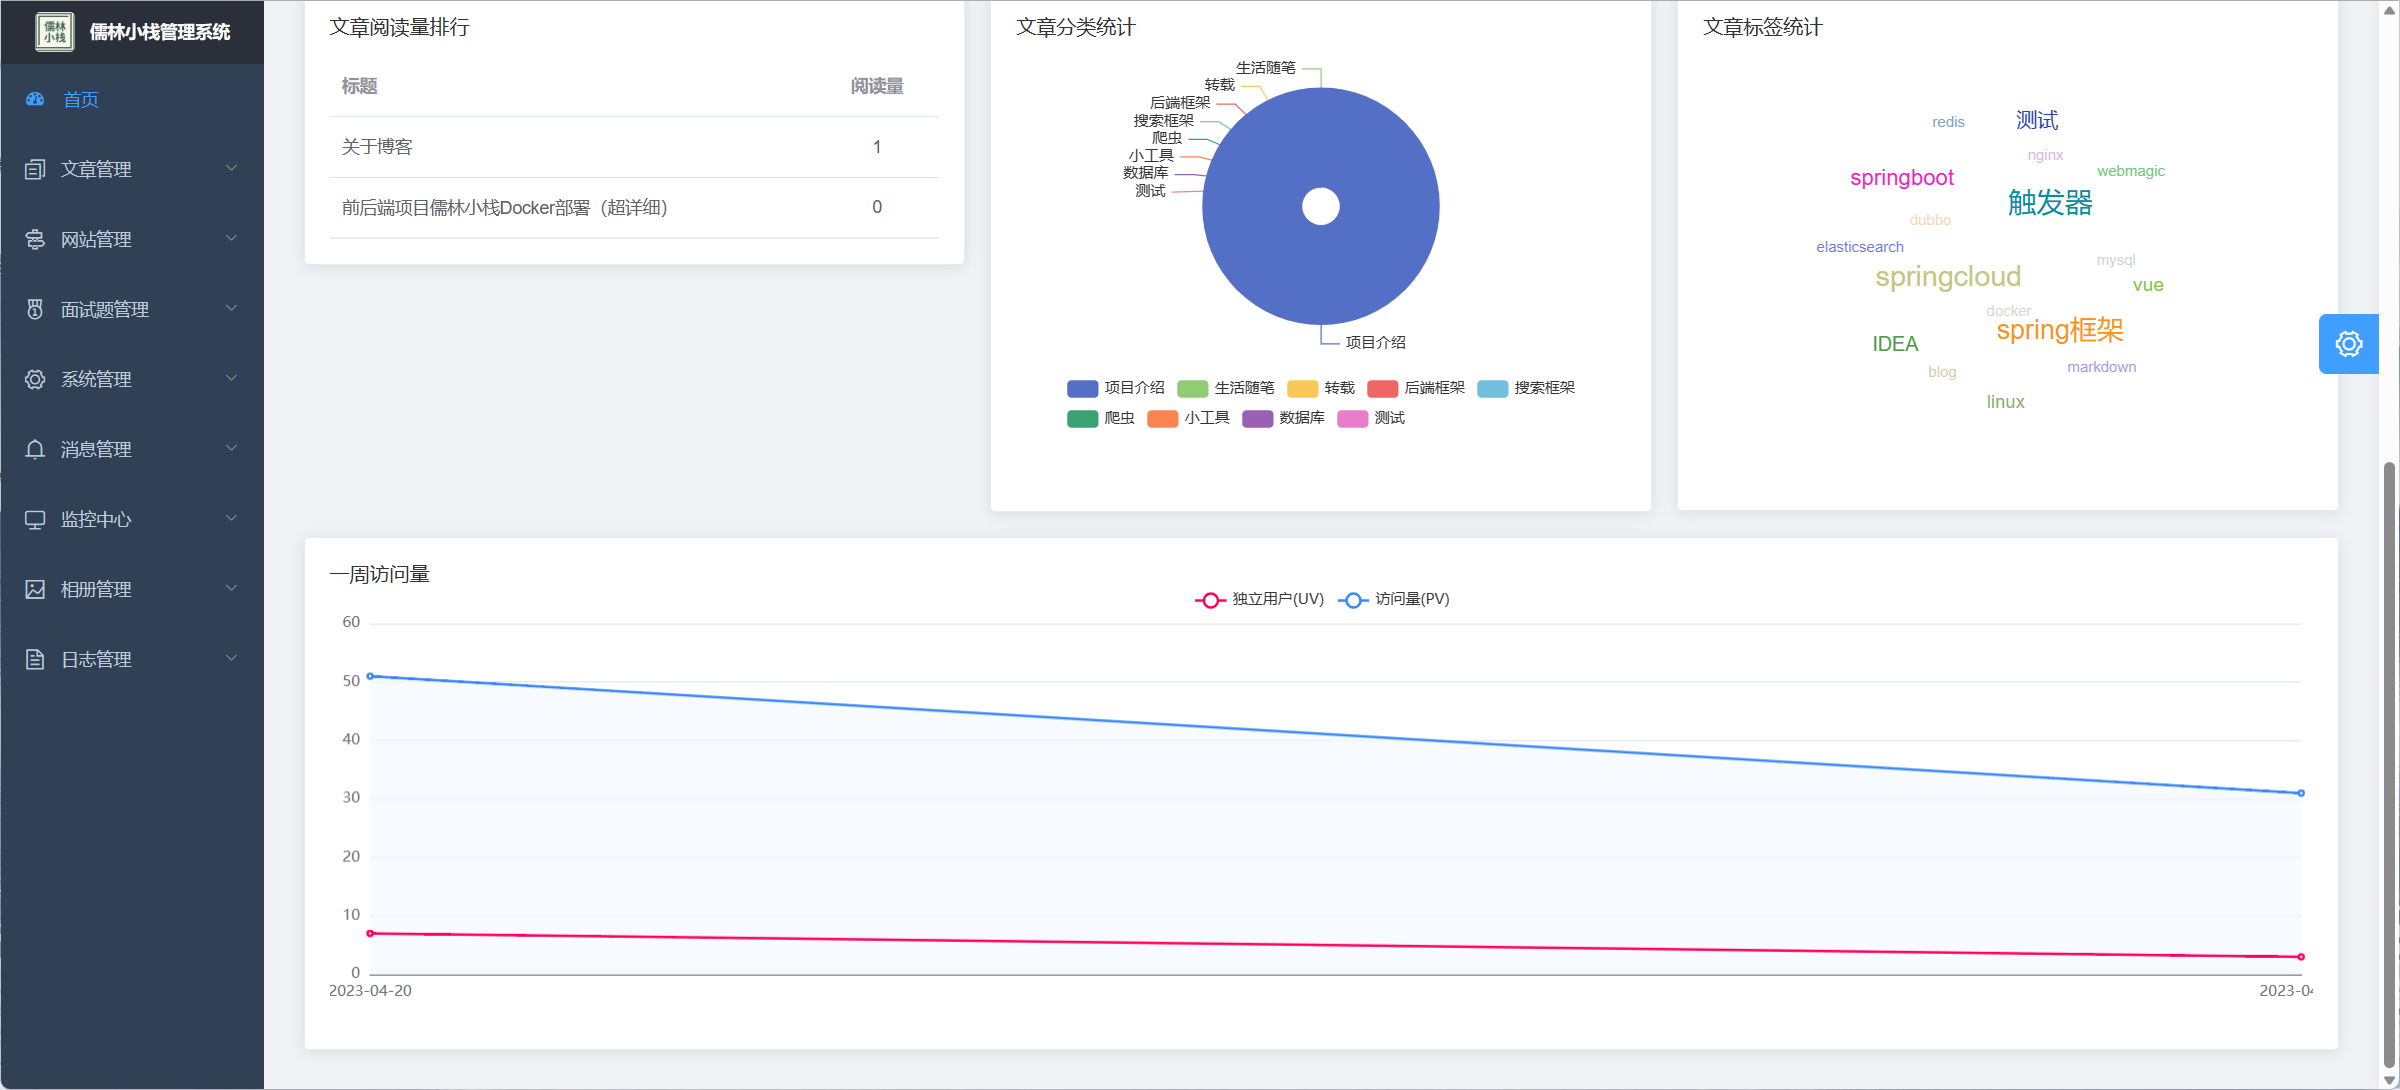 儒林
小栈
儒林小栈管理系统
首页
文章管理
网站管理
面试题管理
系统管理
消息管理
监控中心
相册管理
日志管理
文章阅读量排行
标题 阅读量
关于博客 1
前后端项目儒林小栈Docker部署（超详细） 0
文章分类统计
生活随笔
转载
后端框架
搜索框架
爬虫
小工具
数据库
测试
项目介绍
项目介绍 生活随笔 转载 后端框架 搜索框架
爬虫 小工具 数据库 测试
文章标签统计
redis 测试
nginx
springboot webmagic
触发器
dubbo
elasticsearch
mysql
springcloud
vue
docker
spring框架
IDEA
markdown
blog
linux
一周访问量
独立用户(UV) 访问量(PV)
60
50
40
30
20
10
0
2023-04-20 2023-04